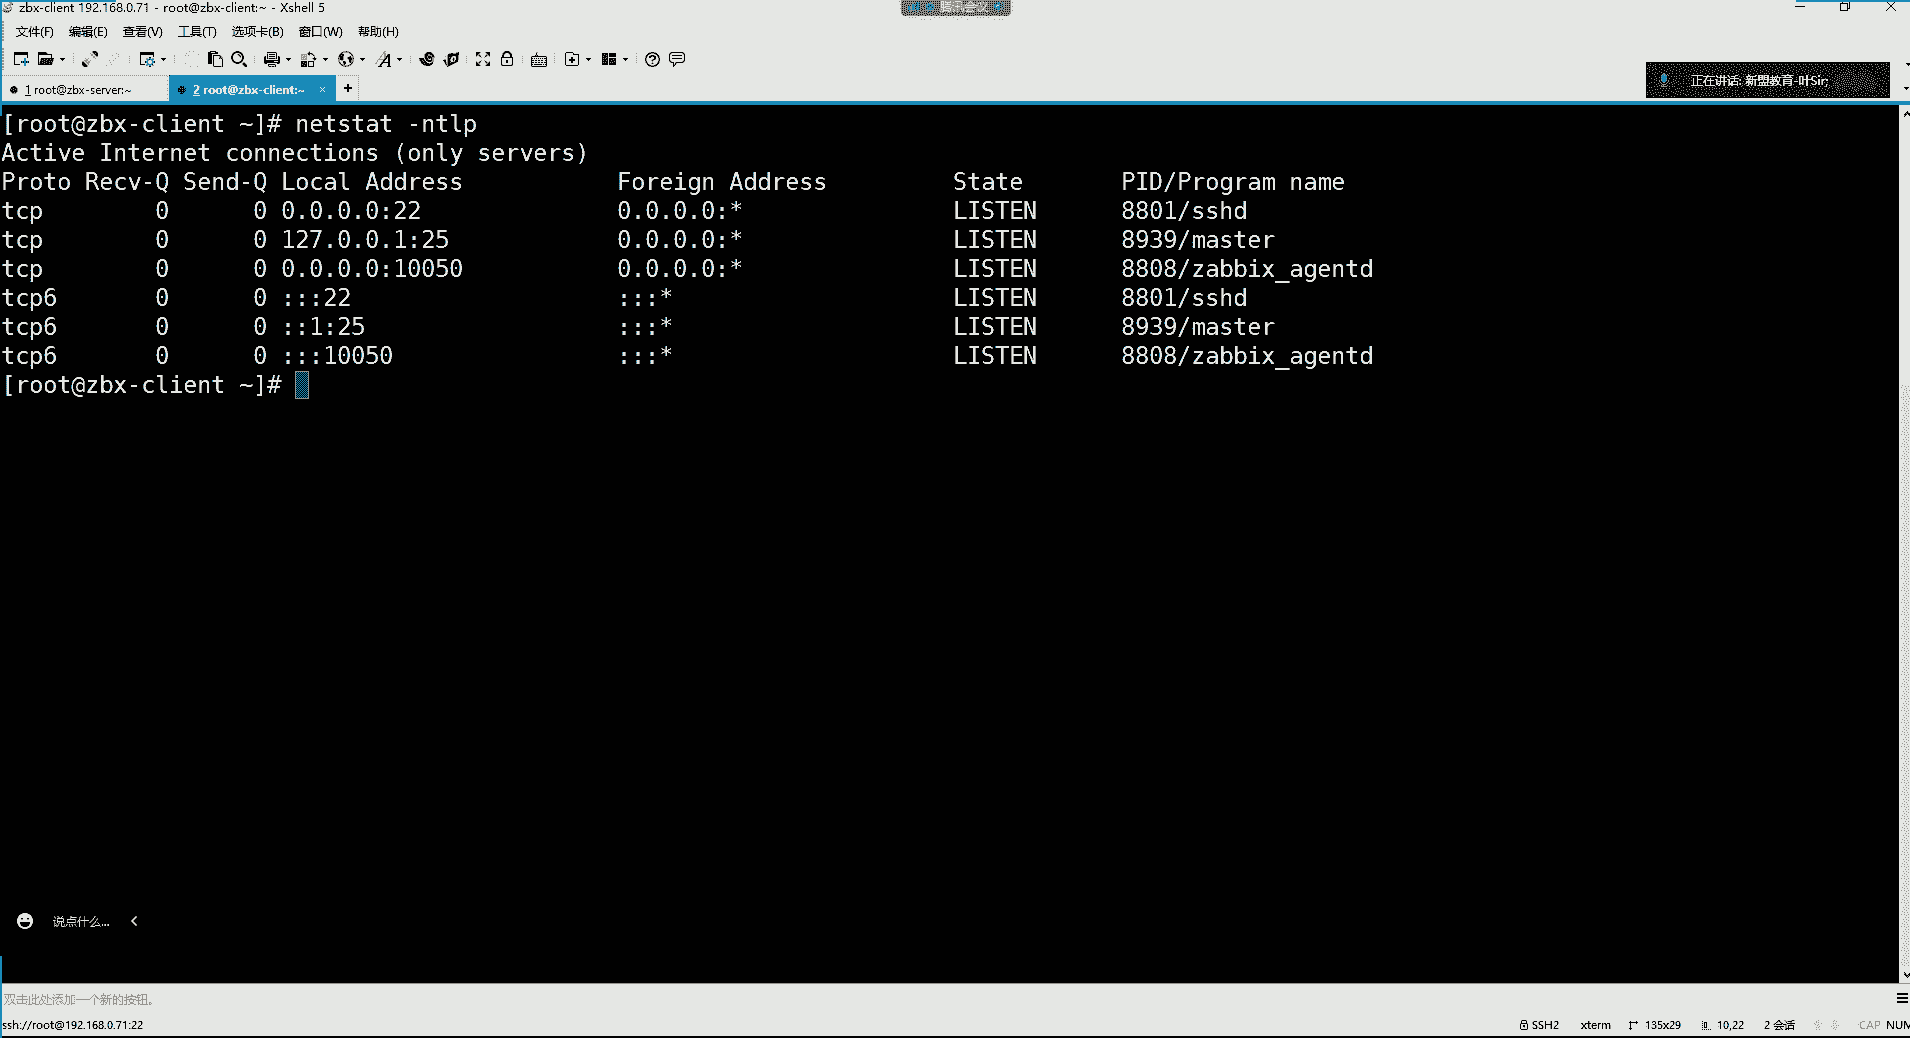 zbx-client 192.168.0.71 - root@zbx-client:~ - Xshell 5
腾讯会议
文件(F) 编辑(E) 查看(V) 工具(T) 选项卡(B) 窗口(W) 帮助(H)
1 root@zbx-server:~ 2 root@zbx-client:~ × +
正在讲话: 新盟教育-叶Sir;
[root@zbx-client ~]# netstat -ntlp
Active Internet connections (only servers)
Proto Recv-Q Send-Q Local Address Foreign Address State PID/Program name
tcp 0 0 0.0.0.0:22 0.0.0.0:* LISTEN 8801/sshd
tcp 0 0 127.0.0.1:25 0.0.0.0:* LISTEN 8939/master
tcp 0 0 0.0.0.0:10050 0.0.0.0:* LISTEN 8808/zabbix_agentd
tcp6 0 0 :::22 :::* LISTEN 8801/sshd
tcp6 0 0 ::1:25 :::* LISTEN 8939/master
tcp6 0 0 :::10050 :::* LISTEN 8808/zabbix_agentd
[root@zbx-client ~]#
说点什么...
双击此处添加一个新的按钮。
ssh://root@192.168.0.71:22 SSH2 xterm 135x29 10,22 2 会话 CAP NUM